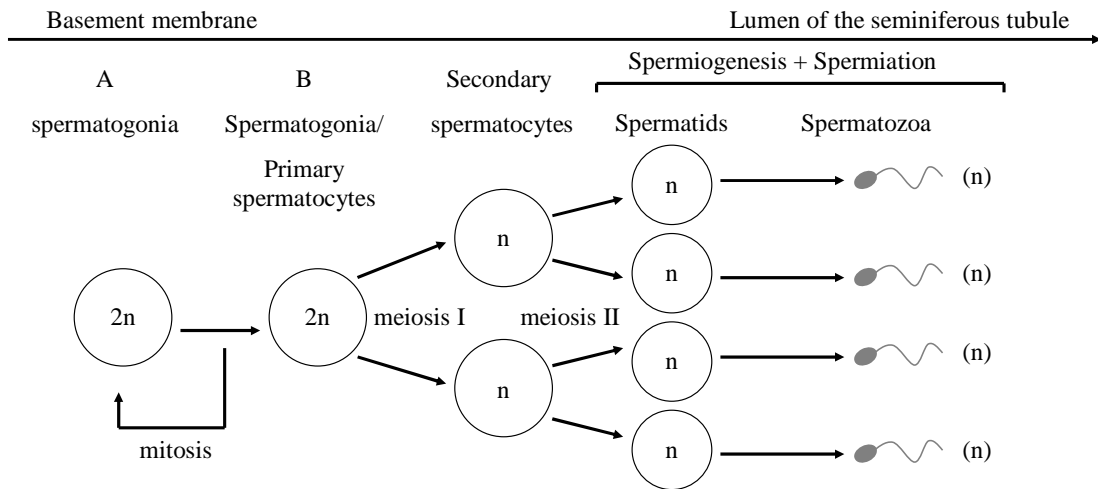 Basement membrane
Lumen of the seminiferous tubule
Spermiogenesis + Spermiation
A
spermatogonia
B
Spermatogonia/
Primary
spermatocytes
Secondary
spermatocytes
Spermatids
Spermatozoa
n
(n)
n
n
(n)
2n
2n
meiosis I
meiosis II
n
(n)
n
n
(n)
mitosis